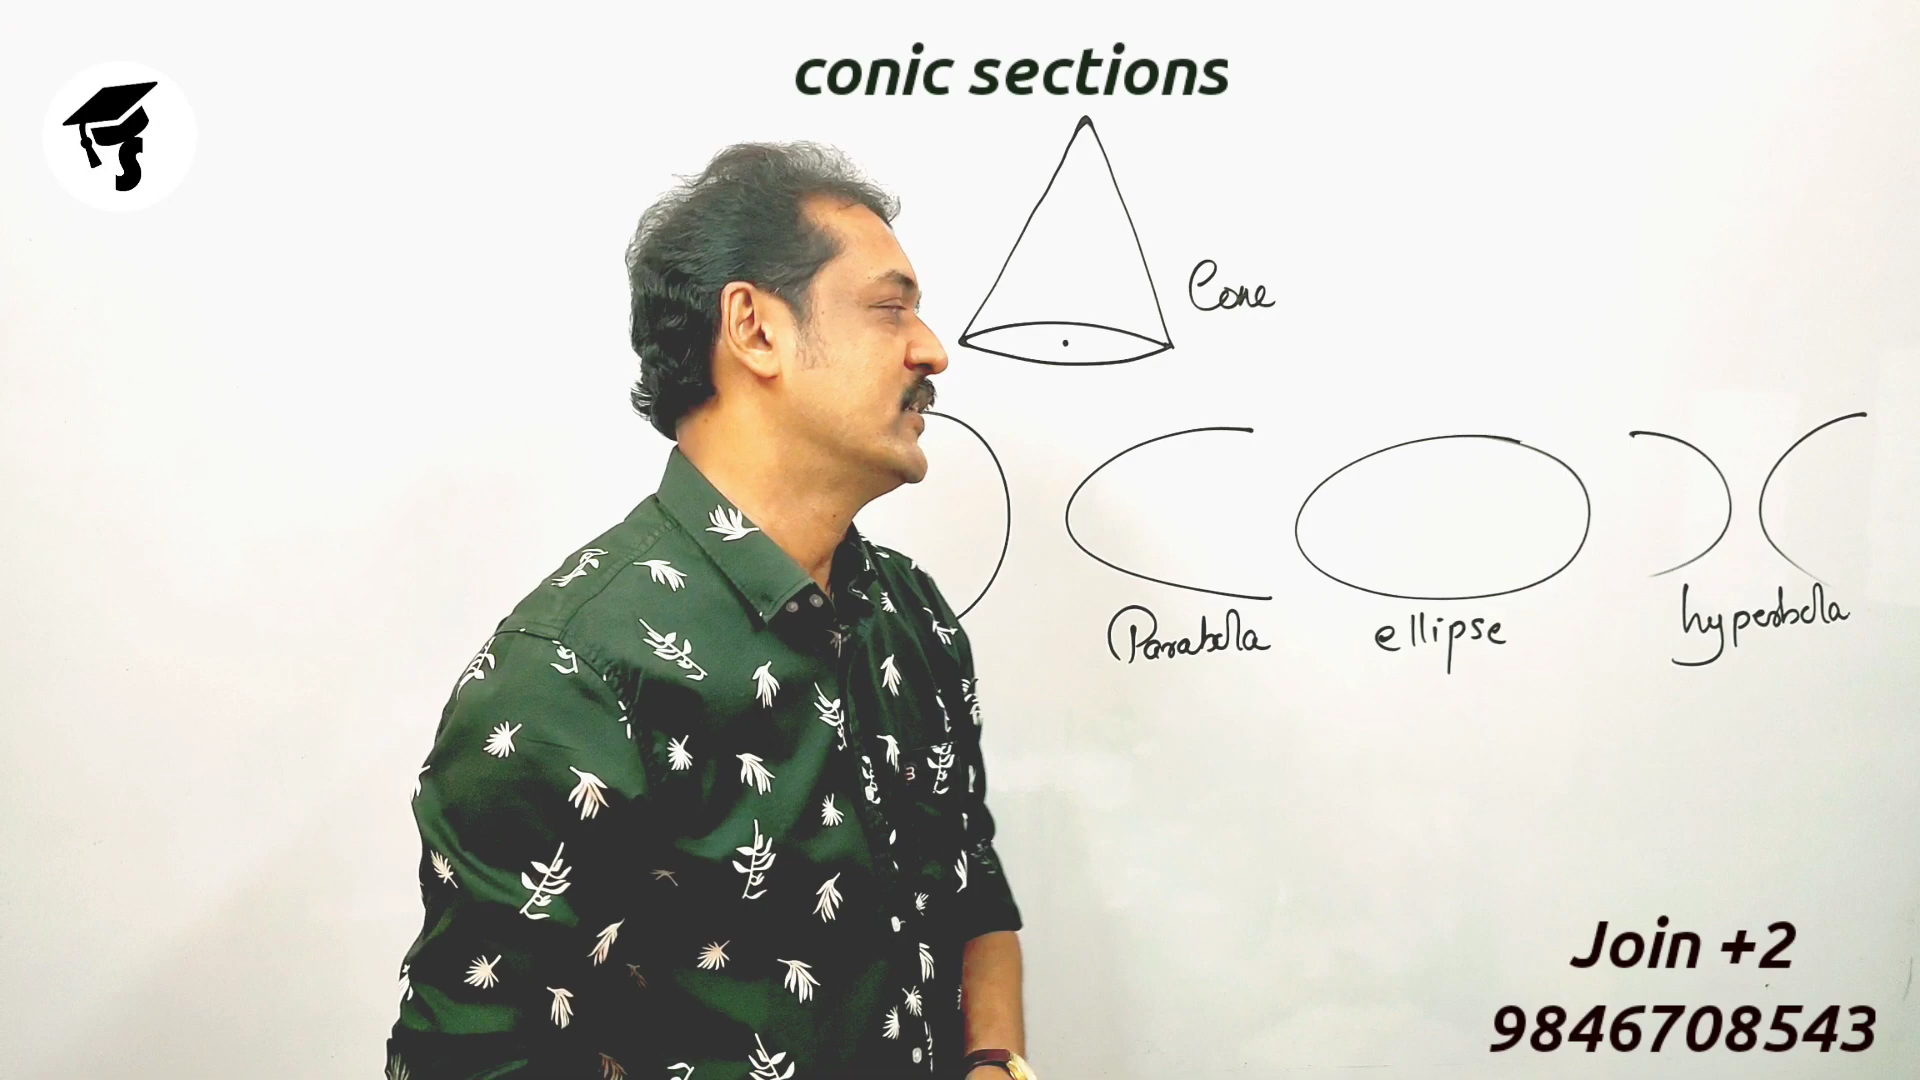 conic sections
Cone
Parabola
ellipse
hyperbola
Join +2
9846708543